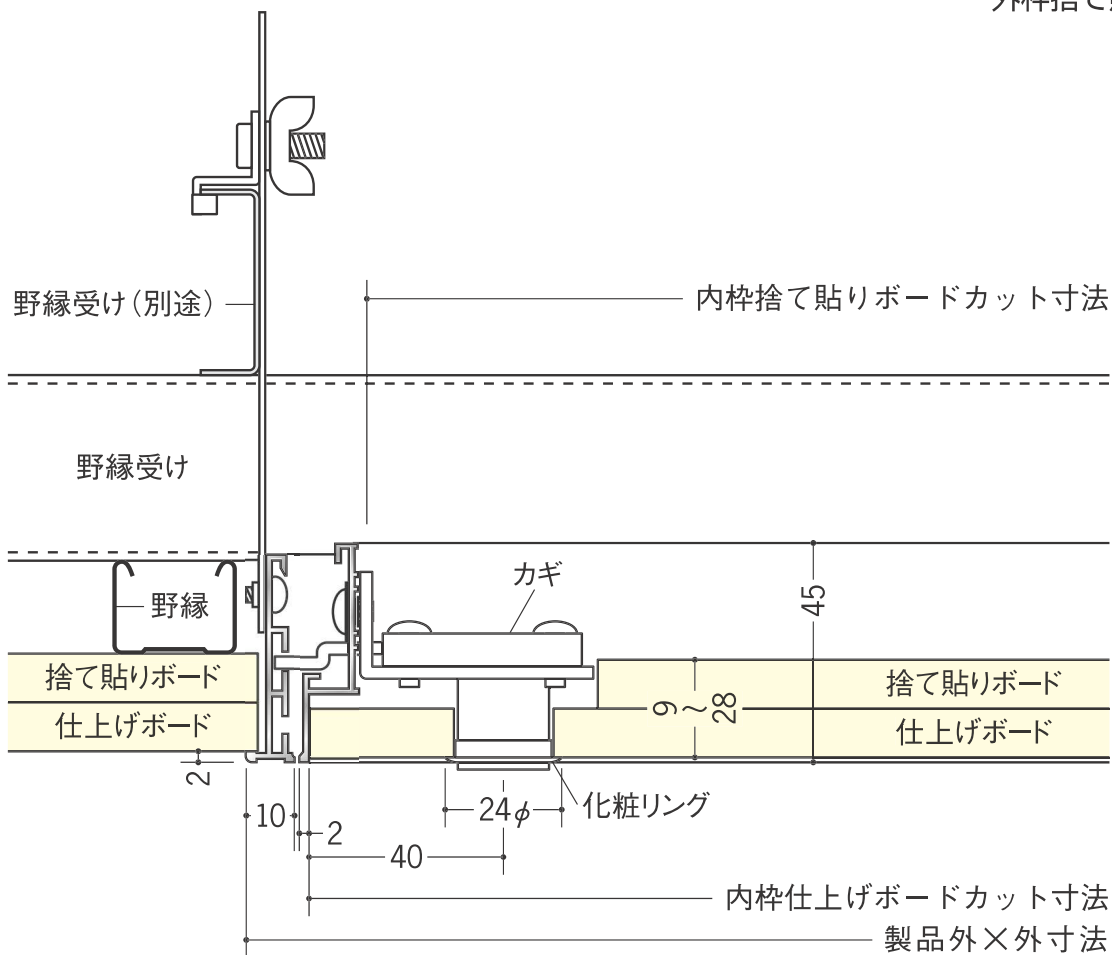 外枠捨て
野縁受け(別途)
内枠捨て貼りボードカット寸法
野縁受け
カギ
野縁
45
捨て貼りボード
捨て貼りボード
9〜28
仕上げボード
仕上げボード
2
10
2
24φ
化粧リング
40
内枠仕上げボードカット寸法
製品外×外寸法